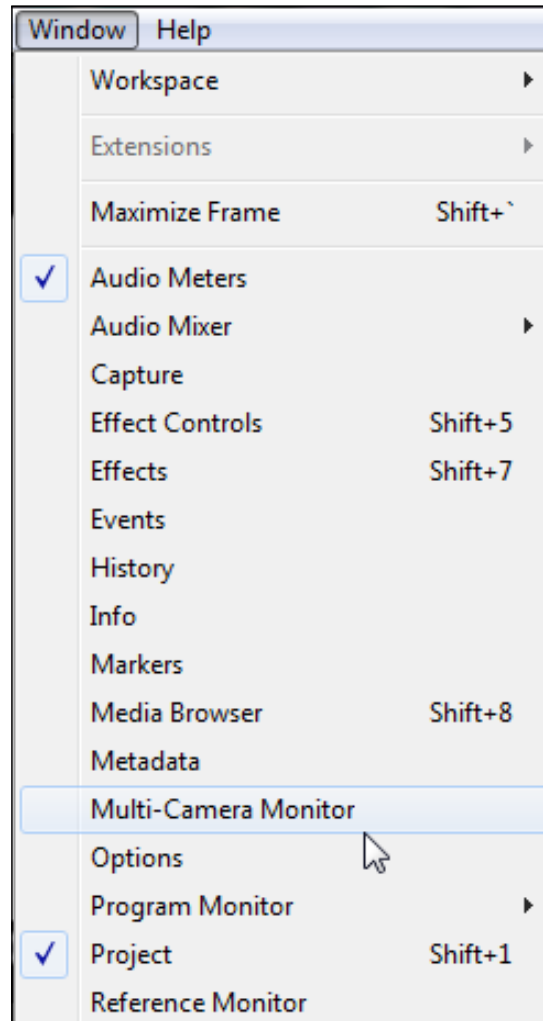 Window Help
Workspace
Extensions
Maximize Frame Shift+`
Audio Meters
Audio Mixer
Capture
Effect Controls Shift+5
Effects Shift+7
Events
History
Info
Markers
Media Browser Shift+8
Metadata
Multi-Camera Monitor
Options
Program Monitor
Project Shift+1
Reference Monitor